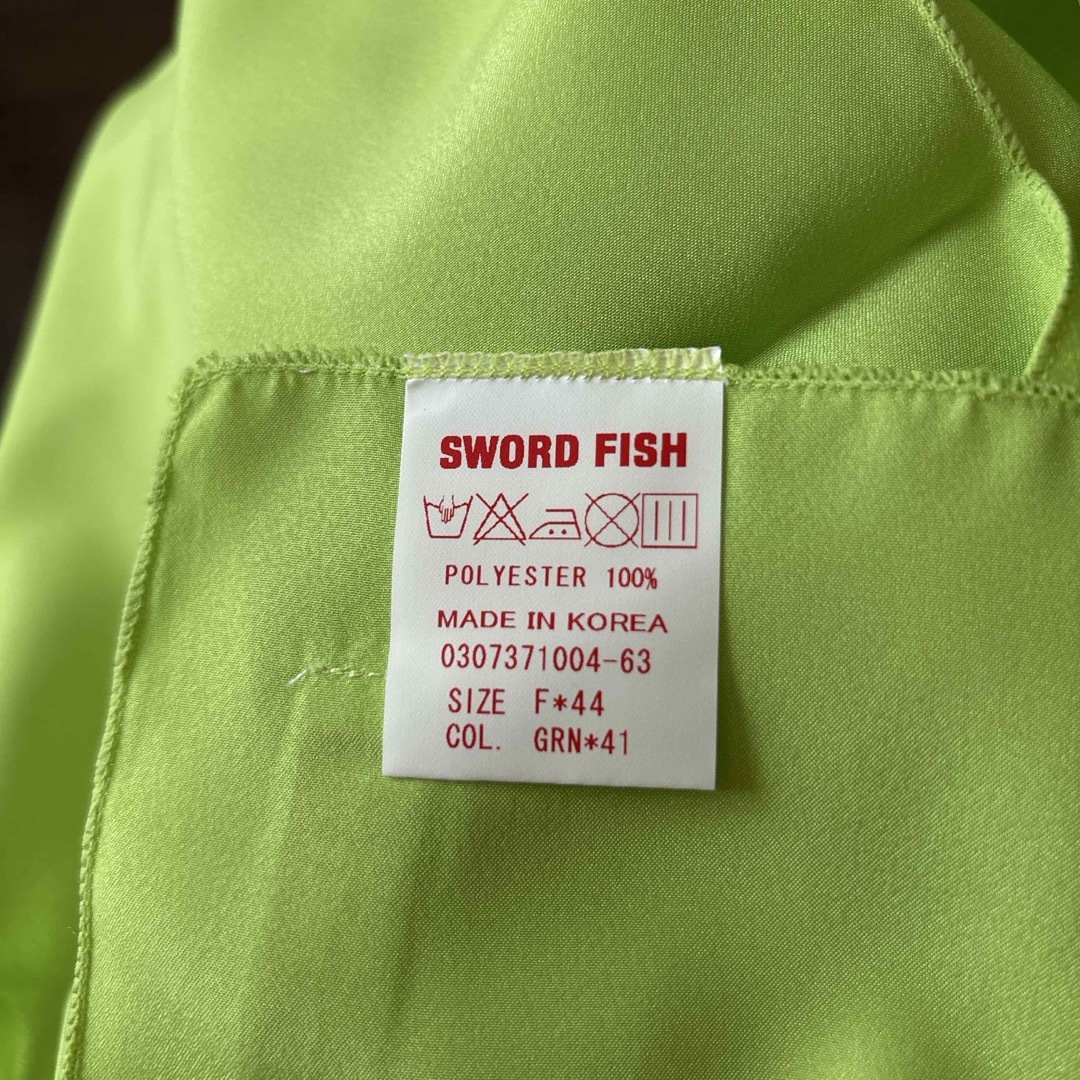 SWORD FISH
POLYESTER 100%
MADE IN KOREA
0307371004-63
SIZE F*44
COL. GRN*41